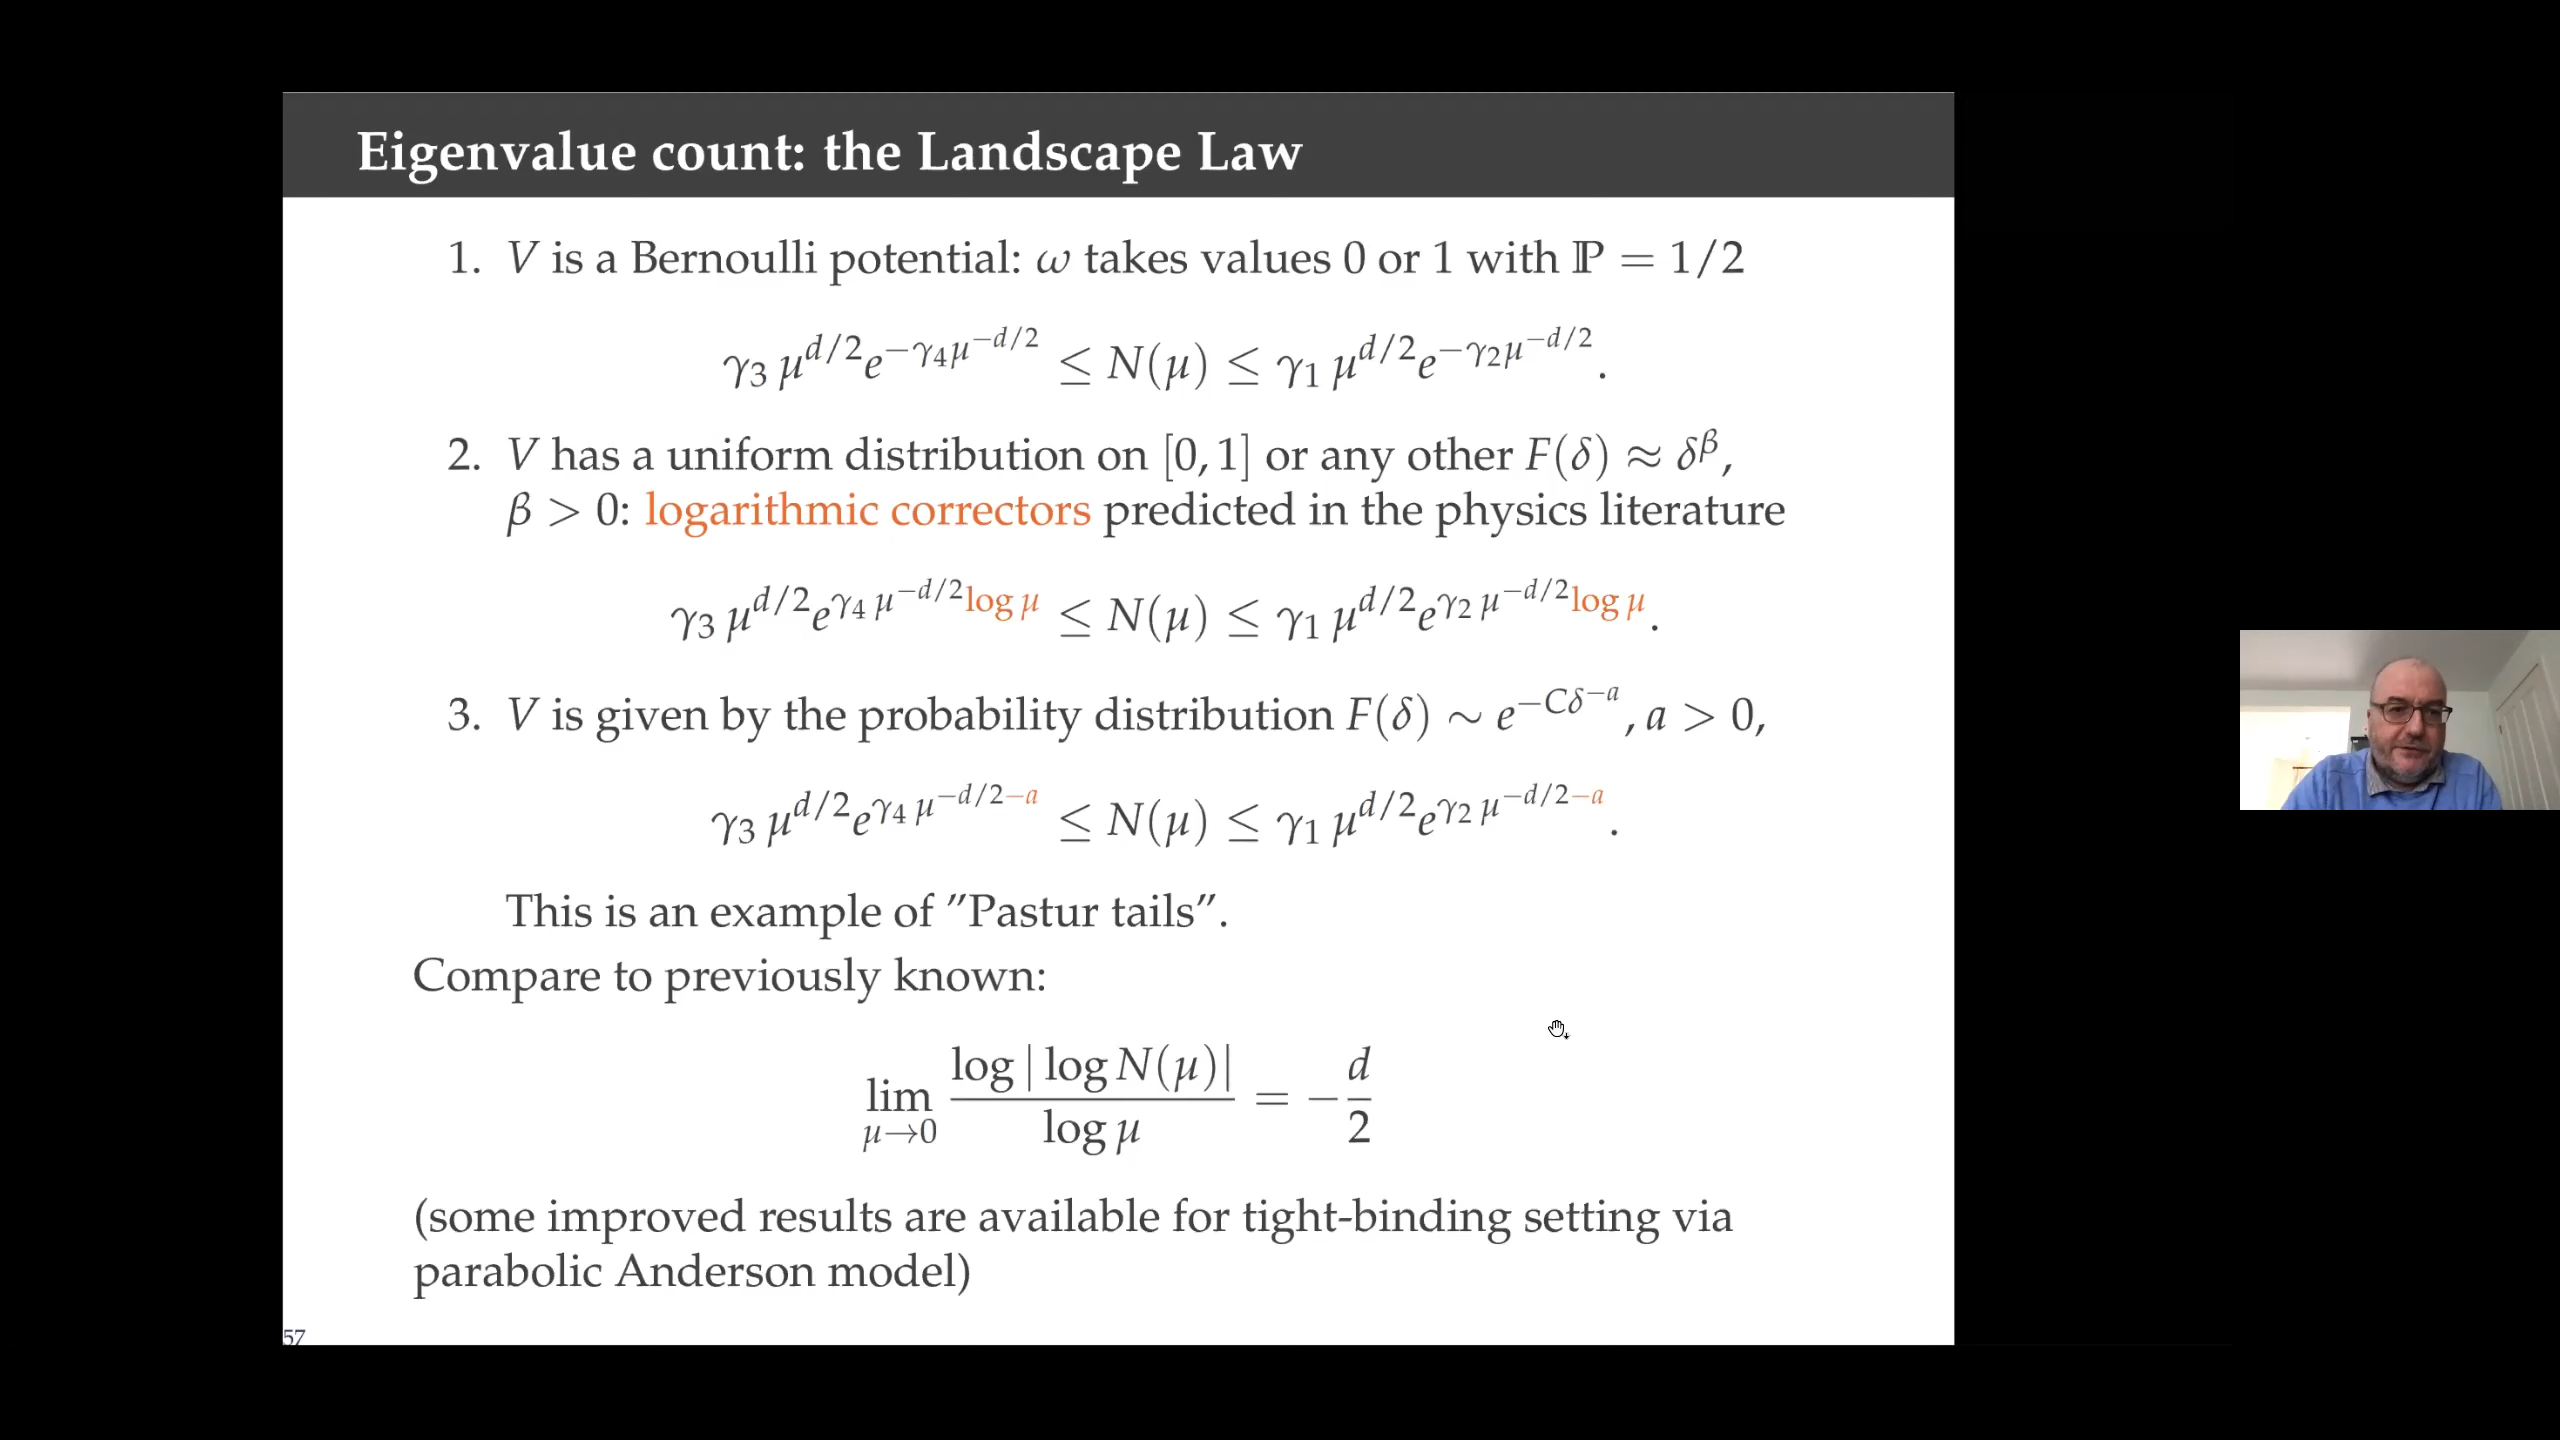 Eigenvalue count: the Landscape Law
1. V is a Bernoulli potential: ω takes values 0 or 1 with ℙ = 1/2
γ₃ μ^{d/2} e^{−γ₄μ^{−d/2}} ≤ N(μ) ≤ γ₁ μ^{d/2} e^{−γ₂μ^{−d/2}}.
2. V has a uniform distribution on [0, 1] or any other F(δ) ≈ δ^β,
β > 0: logarithmic correctors predicted in the physics literature
γ₃ μ^{d/2} e^{γ₄ μ^{−d/2} log μ} ≤ N(μ) ≤ γ₁ μ^{d/2} e^{γ₂ μ^{−d/2} log μ}.
3. V is given by the probability distribution F(δ) ∼ e^{−Cδ^{−a}}, a > 0,
γ₃ μ^{d/2} e^{γ₄ μ^{−d/2−a}} ≤ N(μ) ≤ γ₁ μ^{d/2} e^{γ₂ μ^{−d/2−a}}.
This is an example of ″Pastur tails″.
Compare to previously known:
lim_{μ→0} log | log N(μ)| / log μ = − d/2
(some improved results are available for tight-binding setting via
parabolic Anderson model)
57